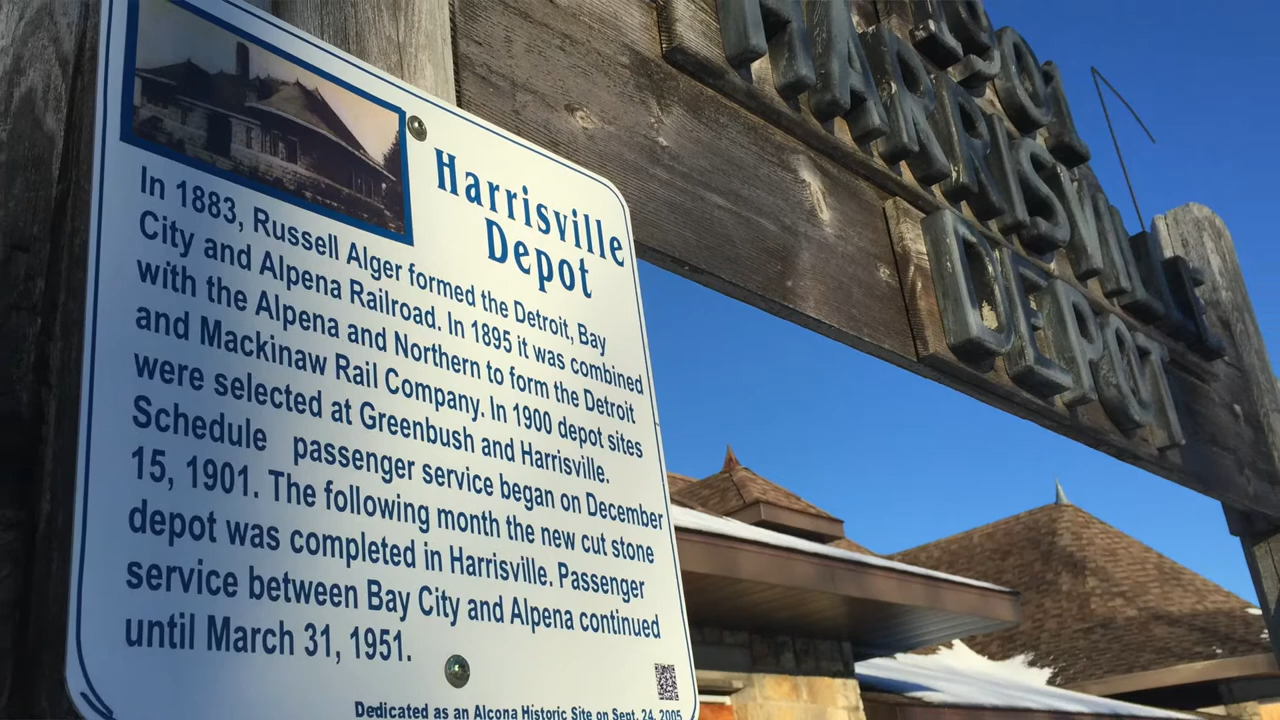 Harrisville
Depot
In 1883, Russell Alger formed the Detroit, Bay
City and Alpena Railroad. In 1895 it was combined
with the Alpena and Northern to form the Detroit
and Mackinaw Rail Company. In 1900 depot sites
were selected at Greenbush and Harrisville.
Schedule passenger service began on December
15, 1901. The following month the new cut stone
depot was completed in Harrisville. Passenger
service between Bay City and Alpena continued
until March 31, 1951.
Dedicated as an Alcona Historic Site on Sept. 24, 2005
HARRISVILLE
DEPOT